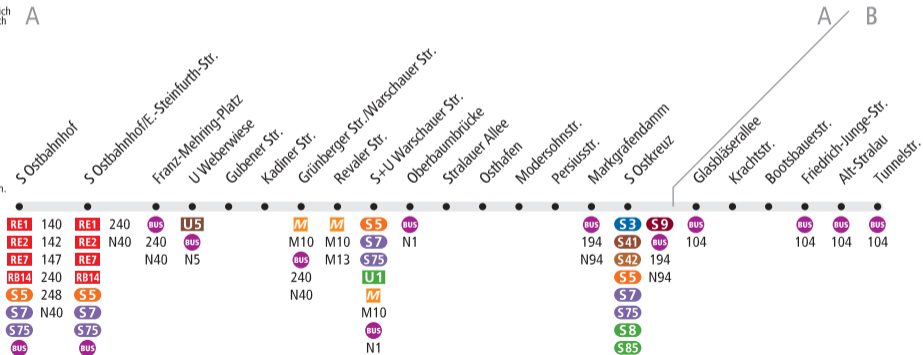 ich
ch
A
A
B
S Ostbahnhof
S Ostbahnhof/E.-Steinfurth-Str.
Franz-Mehring-Platz
U Weberwiese
Gubener Str.
Kadiner Str.
Grünberger Str./Warschauer Str.
Revaler Str.
S+U Warschauer Str.
Oberbaumbrücke
Stralauer Allee
Osthafen
Modersohnstr.
Persiusstr.
Markgrafendamm
S Ostkreuz
Glasbläserallee
Krachtstr.
Bootsbauerstr.
Friedrich-Junge-Str.
Alt-Stralau
Tunnelstr.
n.
RE1 140 RE1 240 BUS U5 M M S5 BUS BUS S3 S9 BUS BUS BUS BUS
RE2 142 RE2 N40 240 BUS M10 M10 S7 N1 194 S41 BUS 104 104 104 104
RE7 147 RE7 N40 N5 BUS M13 S75 N94 S42 194
RB14 240 RB14 240 U1 S5 N94
S5 248 S5 N40 M S7
S7 N40 S7 M10 S75
S75 S75 BUS S8
BUS BUS N1 S85